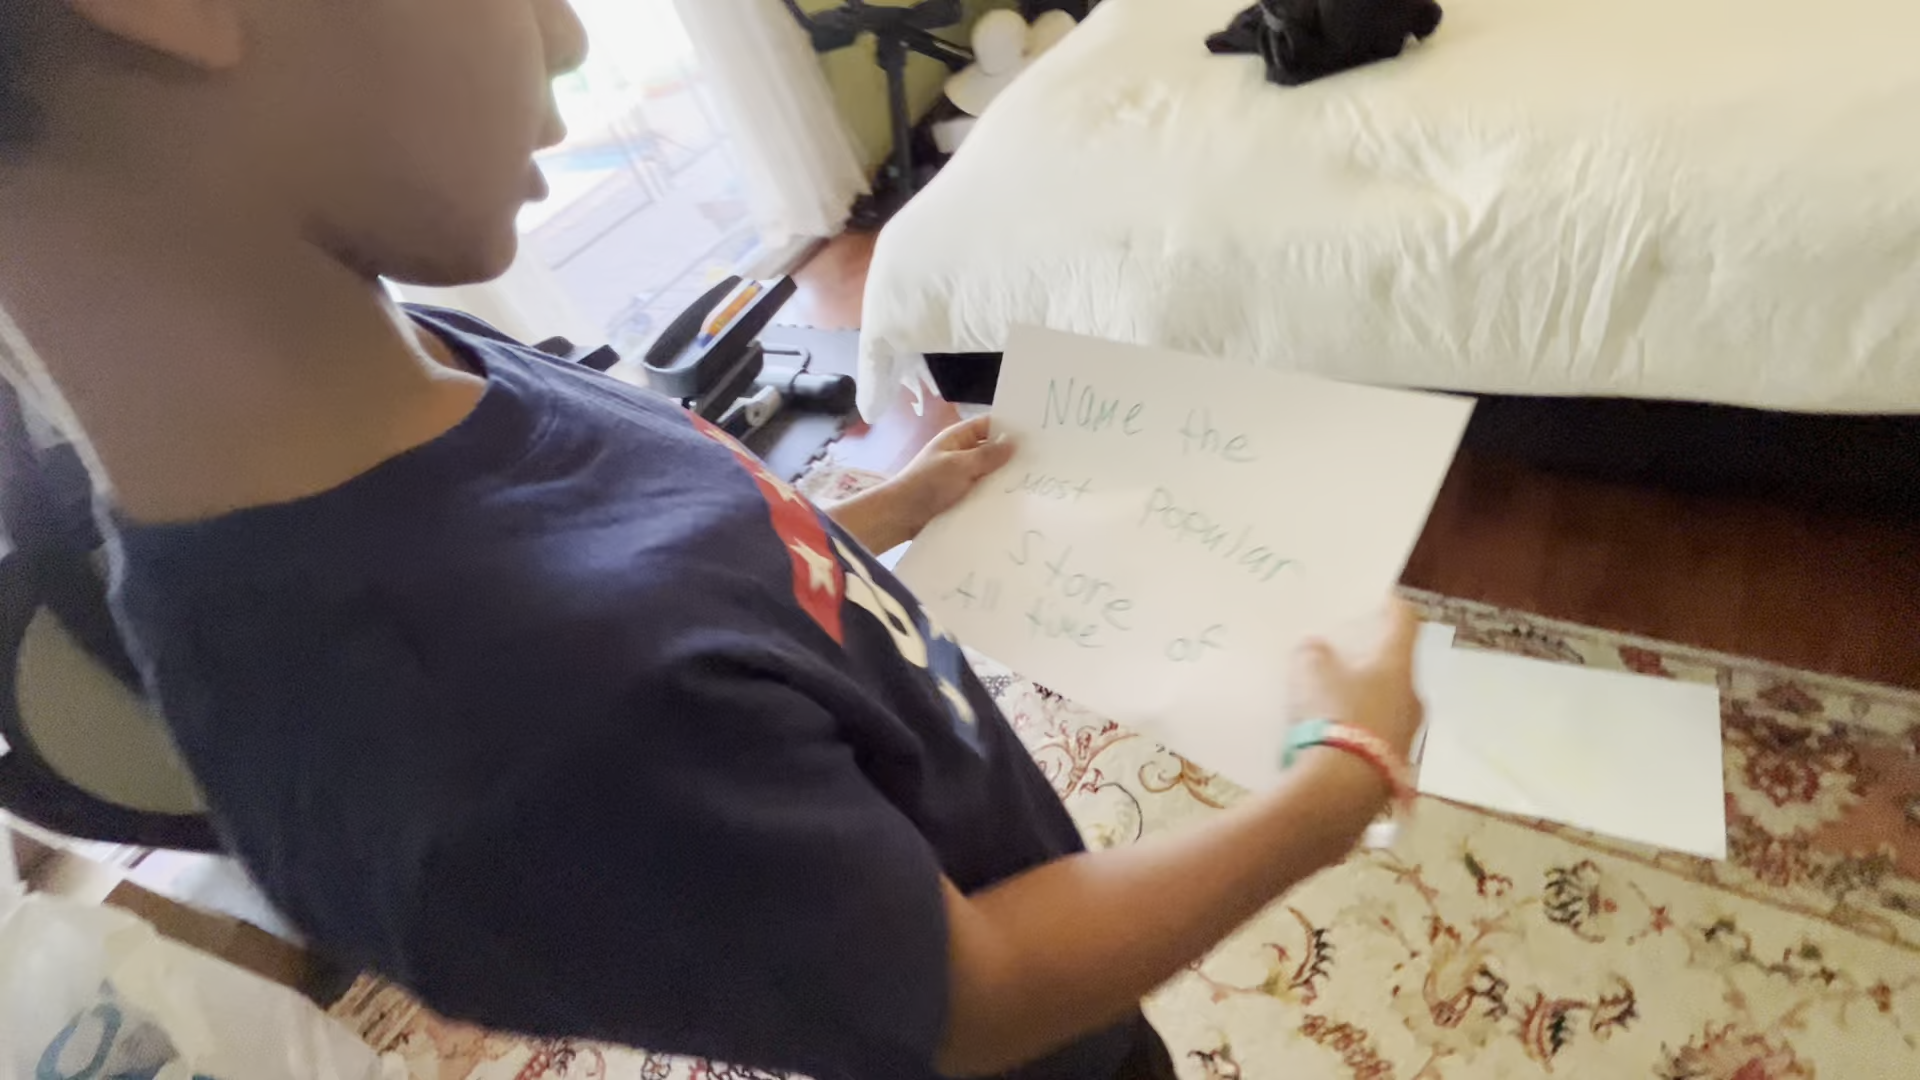 Name the
most popular
Store of
All time